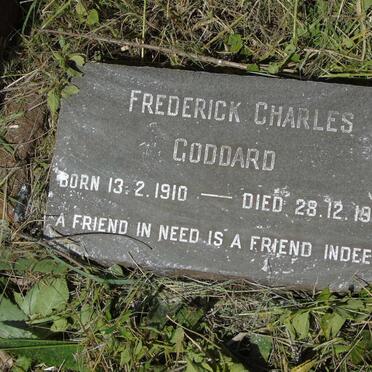 FREDERICK CHARLES
GODDARD
BORN 13.2.1910 — DIED 28.12.19
A FRIEND IN NEED IS A FRIEND INDEE